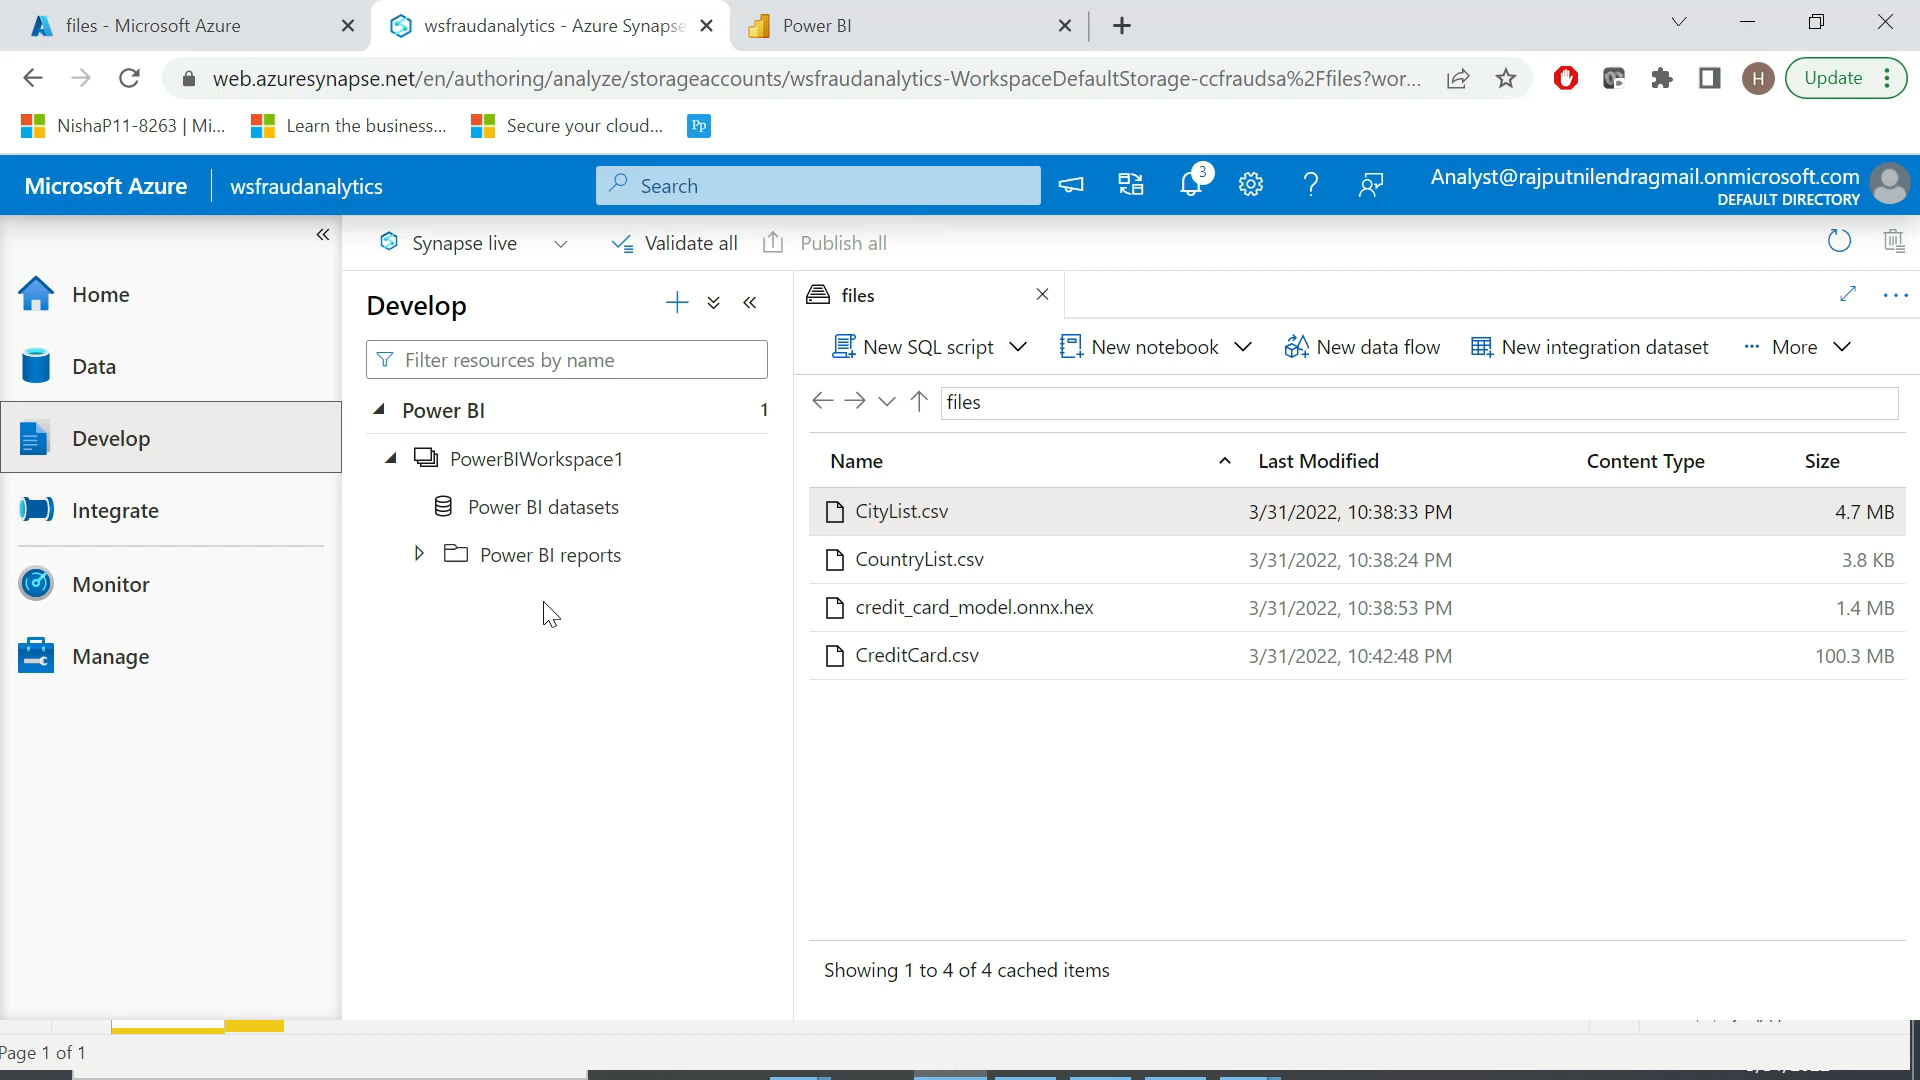 files - Microsoft Azure
wsfraudanalytics - Azure Synapse
Power BI
web.azuresynapse.net/en/authoring/analyze/storageaccounts/wsfraudanalytics-WorkspaceDefaultStorage-ccfraudsa%2Ffiles?wor...
H
Update
NishaP11-8263 | Mi...
Learn the business...
Secure your cloud...
Pp
Microsoft Azure
wsfraudanalytics
Search
3
Analyst@rajputnilendragmail.onmicrosoft.com
DEFAULT DIRECTORY
Synapse live
Validate all
Publish all
Home
Data
Develop
Integrate
Monitor
Manage
Develop
Filter resources by name
Power BI 1
PowerBIWorkspace1
Power BI datasets
Power BI reports
files
New SQL script
New notebook
New data flow
New integration dataset
More
files
Name Last Modified Content Type Size
CityList.csv 3/31/2022, 10:38:33 PM 4.7 MB
CountryList.csv 3/31/2022, 10:38:24 PM 3.8 KB
credit_card_model.onnx.hex 3/31/2022, 10:38:53 PM 1.4 MB
CreditCard.csv 3/31/2022, 10:42:48 PM 100.3 MB
Showing 1 to 4 of 4 cached items
Page 1 of 1